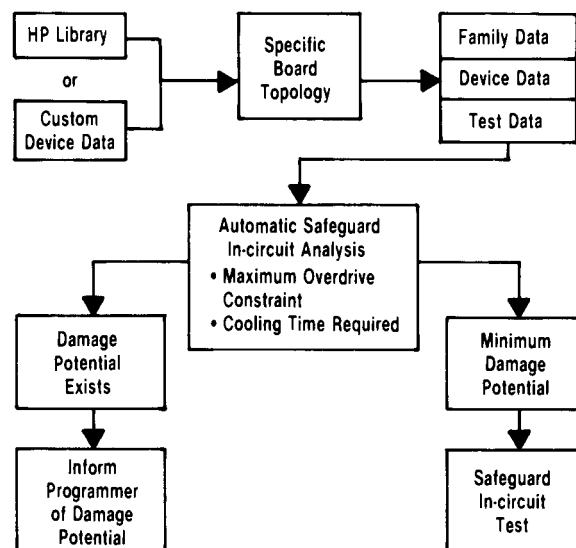 HP Library
or
Custom
Device Data
Specific
Board
Topology
Family Data
Device Data
Test Data
Automatic Safeguard
In-circuit Analysis
• Maximum Overdrive
Constraint
• Cooling Time Required
Damage
Potential
Exists
Minimum
Damage
Potential
Inform
Programmer
of Damage
Potential
Safeguard
In-circuit
Test